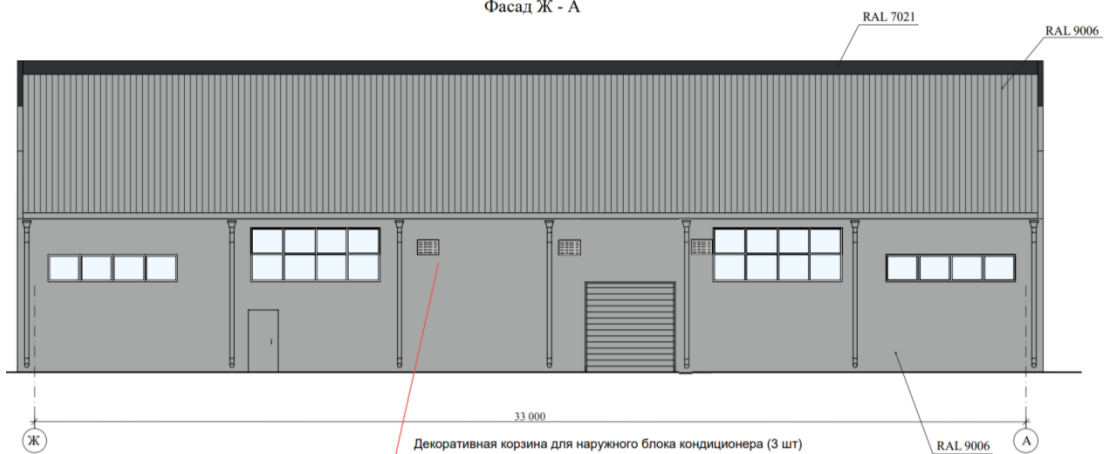 Фасад Ж - А
RAL 7021
RAL 9006
33 000
Ж
Декоративная корзина для наружного блока кондиционера (3 шт)
RAL 9006
А